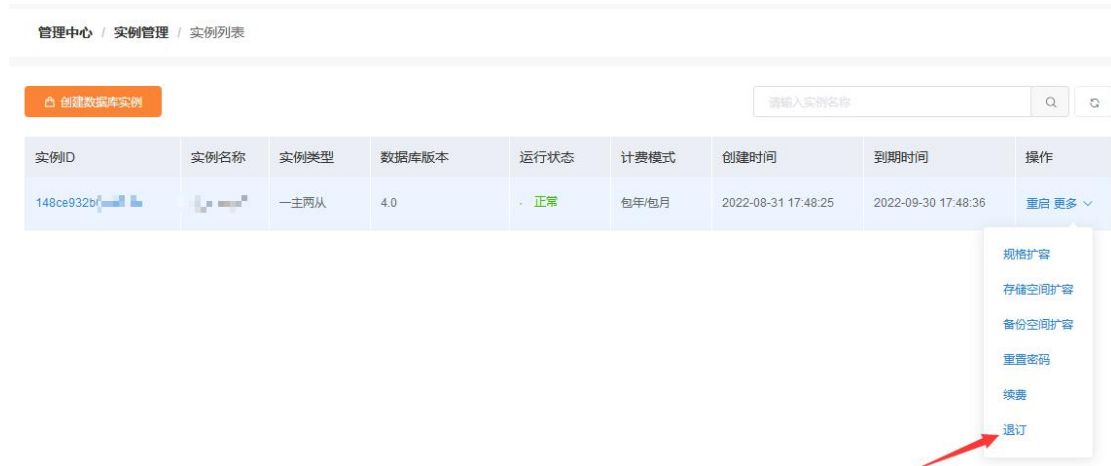 管理中心 / 实例管理 / 实例列表
创建数据库实例
请输入实例名称
实例ID 实例名称 实例类型 数据库版本 运行状态 计费模式 创建时间 到期时间 操作
148ce932b 一主两从 4.0 正常 包年/包月 2022-08-31 17:48:25 2022-09-30 17:48:36 重启 更多
规格扩容
存储空间扩容
备份空间扩容
重置密码
续费
退订